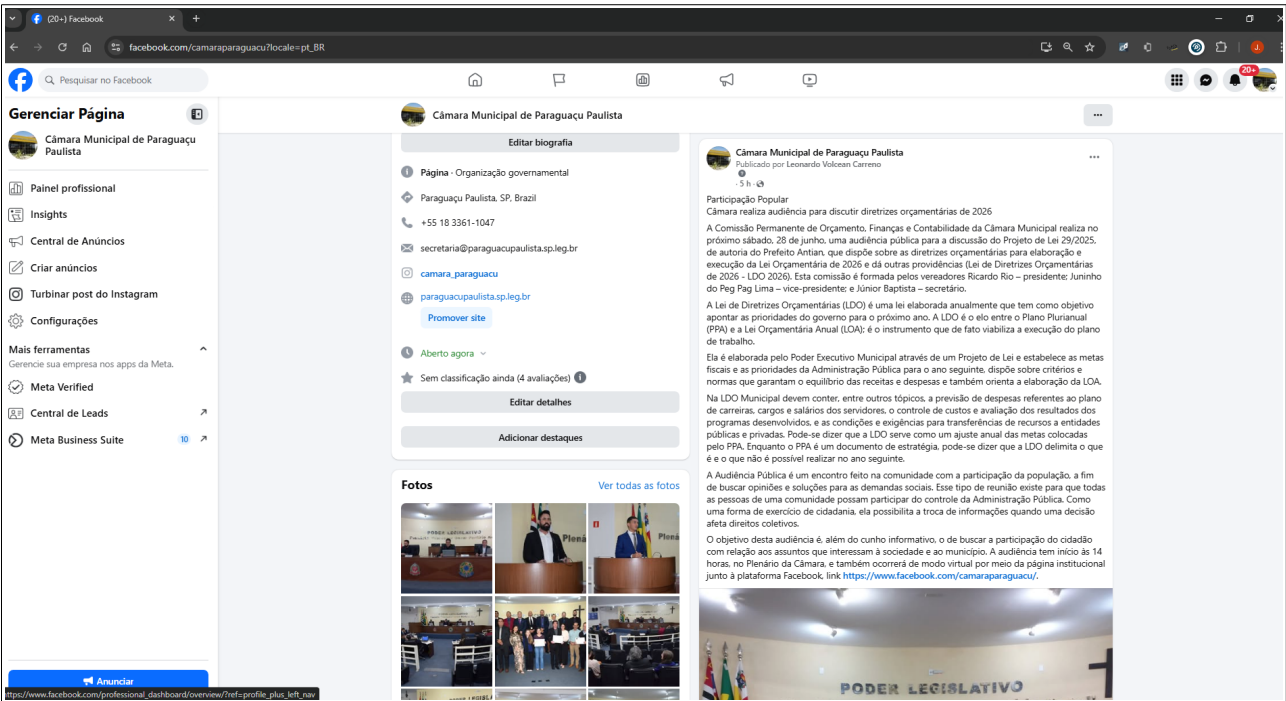 (20+) Facebook
facebook.com/camaraparaguacu?locale=pt_BR
Pesquisar no Facebook
20+
Gerenciar Página
Câmara Municipal de Paraguaçu
Paulista
Painel profissional
Insights
Central de Anúncios
Criar anúncios
Turbinar post do Instagram
Configurações
Mais ferramentas
Gerencie sua empresa nos apps da Meta.
Meta Verified
Central de Leads
Meta Business Suite
10
Anunciar
https://www.facebook.com/professional_dashboard/overview/?ref=profile_plus_left_nav
Câmara Municipal de Paraguaçu Paulista
Editar biografia
Página · Organização governamental
Paraguaçu Paulista, SP, Brazil
+55 18 3361-1047
secretaria@paraguacupaulista.sp.leg.br
camara_paraguacu
paraguacupaulista.sp.leg.br
Promover site
Aberto agora
Sem classificação ainda (4 avaliações)
Editar detalhes
Adicionar destaques
Fotos
Ver todas as fotos
PODER LEGISLATIVO
Plená
Plená
Câmara Municipal de Paraguaçu Paulista
Publicado por Leonardo Volcean Carreno
· 5 h ·
Participação Popular
Câmara realiza audiência para discutir diretrizes orçamentárias de 2026
A Comissão Permanente de Orçamento, Finanças e Contabilidade da Câmara Municipal realiza no
próximo sábado, 28 de junho, uma audiência pública para a discussão do Projeto de Lei 29/2025,
de autoria do Prefeito Antian, que dispõe sobre as diretrizes orçamentárias para elaboração e
execução da Lei Orçamentária de 2026 e dá outras providências (Lei de Diretrizes Orçamentárias
de 2026 - LDO 2026). Esta comissão é formada pelos vereadores Ricardo Rio – presidente; Juninho
do Peg Pag Lima – vice-presidente; e Júnior Baptista – secretário.
A Lei de Diretrizes Orçamentárias (LDO) é uma lei elaborada anualmente que tem como objetivo
apontar as prioridades do governo para o próximo ano. A LDO é o elo entre o Plano Plurianual
(PPA) e a Lei Orçamentária Anual (LOA); é o instrumento que de fato viabiliza a execução do plano
de trabalho.
Ela é elaborada pelo Poder Executivo Municipal através de um Projeto de Lei e estabelece as metas
fiscais e as prioridades da Administração Pública para o ano seguinte, dispõe sobre critérios e
normas que garantam o equilíbrio das receitas e despesas e também orienta a elaboração da LOA.
Na LDO Municipal devem conter, entre outros tópicos, a previsão de despesas referentes ao plano
de carreiras, cargos e salários dos servidores, o controle de custos e avaliação dos resultados dos
programas desenvolvidos, e as condições e exigências para transferências de recursos a entidades
públicas e privadas. Pode-se dizer que a LDO serve como um ajuste anual das metas colocadas
pelo PPA. Enquanto o PPA é um documento de estratégia, pode-se dizer que a LDO delimita o que
é e o que não é possível realizar no ano seguinte.
A Audiência Pública é um encontro feito na comunidade com a participação da população, a fim
de buscar opiniões e soluções para as demandas sociais. Esse tipo de reunião existe para que todas
as pessoas de uma comunidade possam participar do controle da Administração Pública. Como
uma forma de exercício de cidadania, ela possibilita a troca de informações quando uma decisão
afeta direitos coletivos.
O objetivo desta audiência é, além do cunho informativo, o de buscar a participação do cidadão
com relação aos assuntos que interessam à sociedade e ao município. A audiência tem início às 14
horas, no Plenário da Câmara, e também ocorrerá de modo virtual por meio da página institucional
junto à plataforma Facebook, link https://www.facebook.com/camaraparaguacu/.
PODER LEGISLATIVO